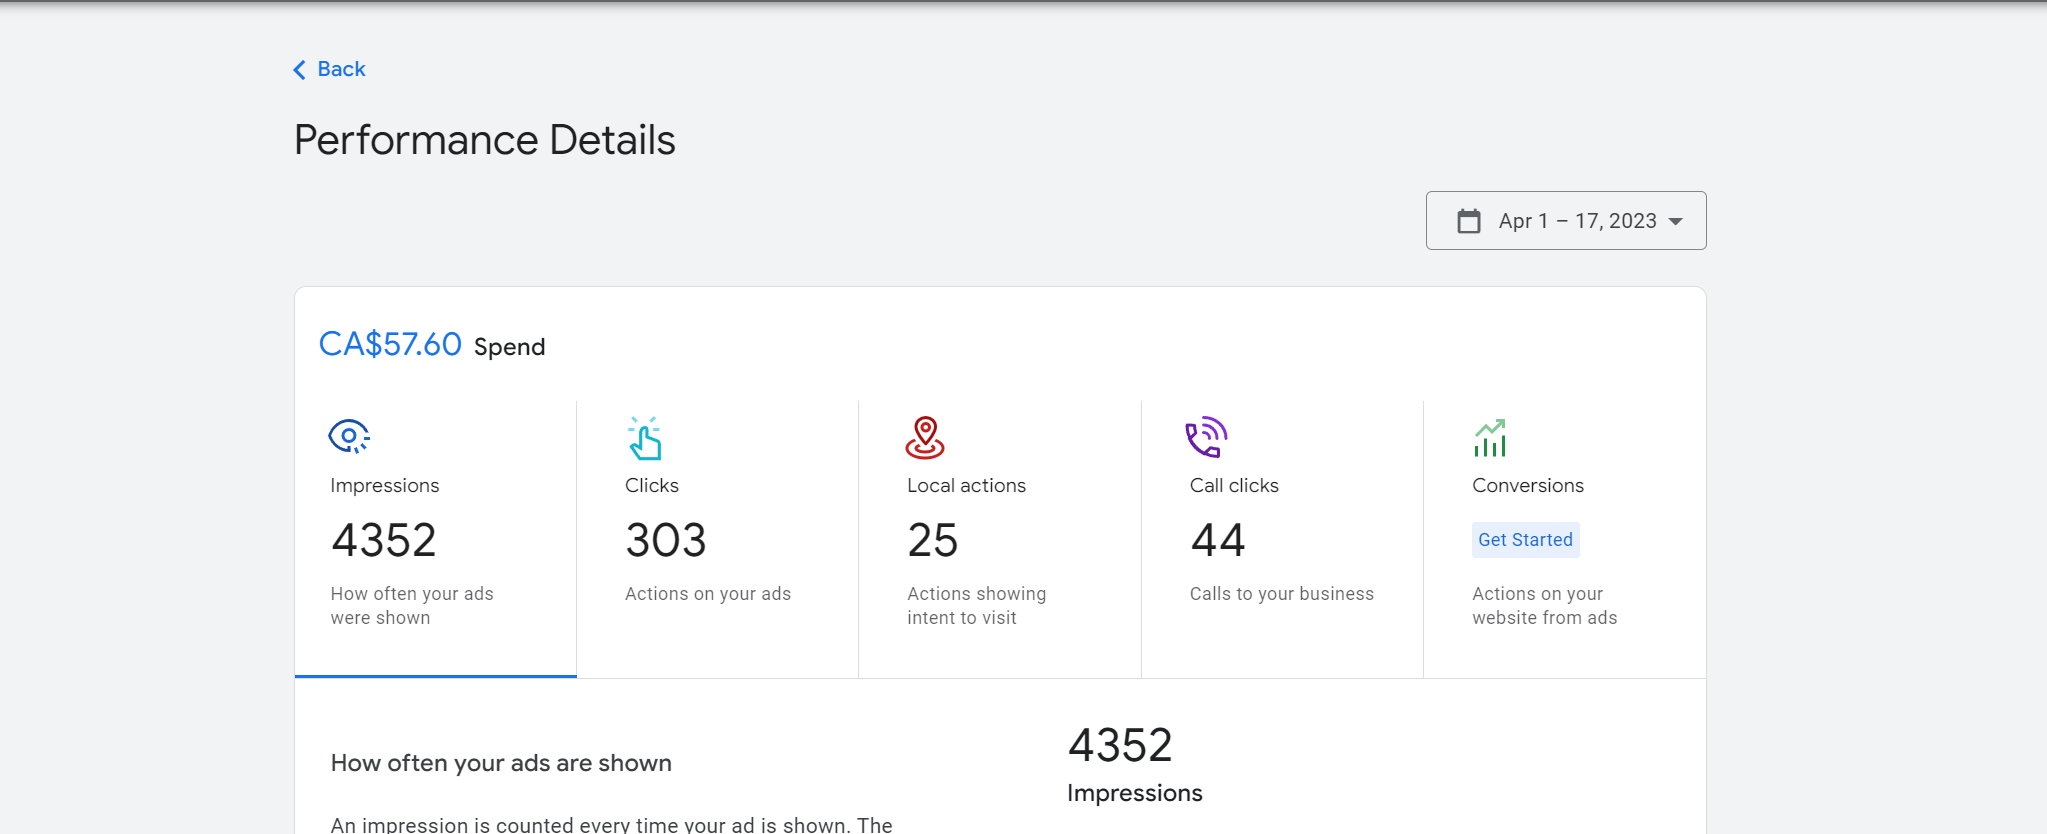 Back
Performance Details
Apr 1 – 17, 2023
CA$57.60 Spend
Impressions
4352
How often your ads
were shown
Clicks
303
Actions on your ads
Local actions
25
Actions showing
intent to visit
Call clicks
44
Calls to your business
Conversions
Get Started
Actions on your
website from ads
How often your ads are shown
An impression is counted every time your ad is shown. The
4352
Impressions